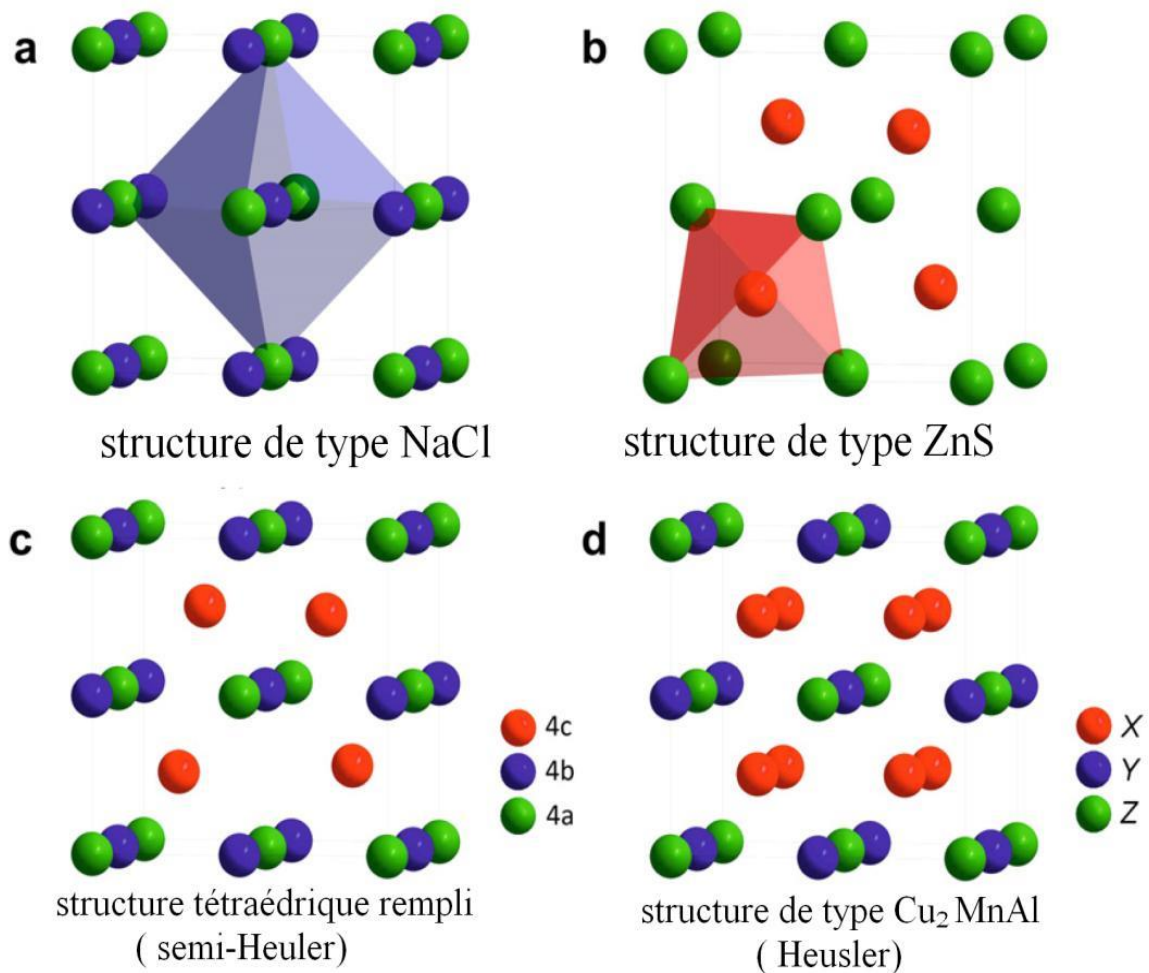 a
b
structure de type NaCl
structure de type ZnS
c
d
4c
4b
4a
X
Y
Z
structure tétraédrique rempli
( semi-Heuler)
structure de type Cu₂ MnAl
( Heusler)